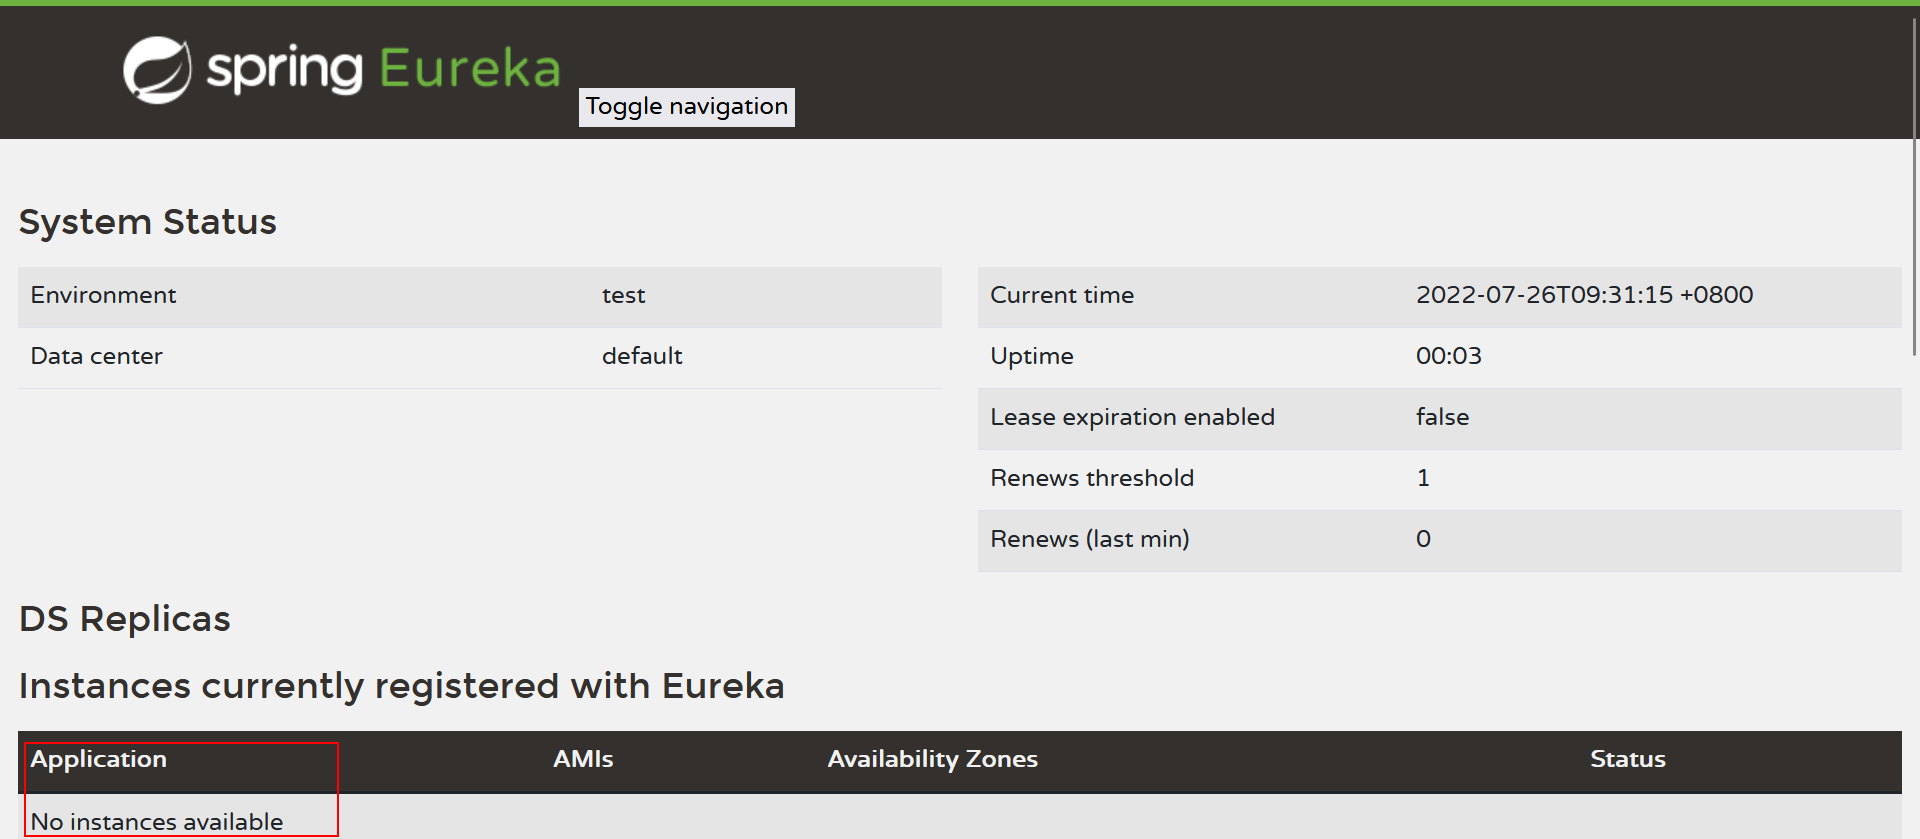 spring Eureka
Toggle navigation
System Status
Environment test
Data center default
Current time 2022-07-26T09:31:15 +0800
Uptime 00:03
Lease expiration enabled false
Renews threshold 1
Renews (last min) 0
DS Replicas
Instances currently registered with Eureka
Application AMIs Availability Zones Status
No instances available